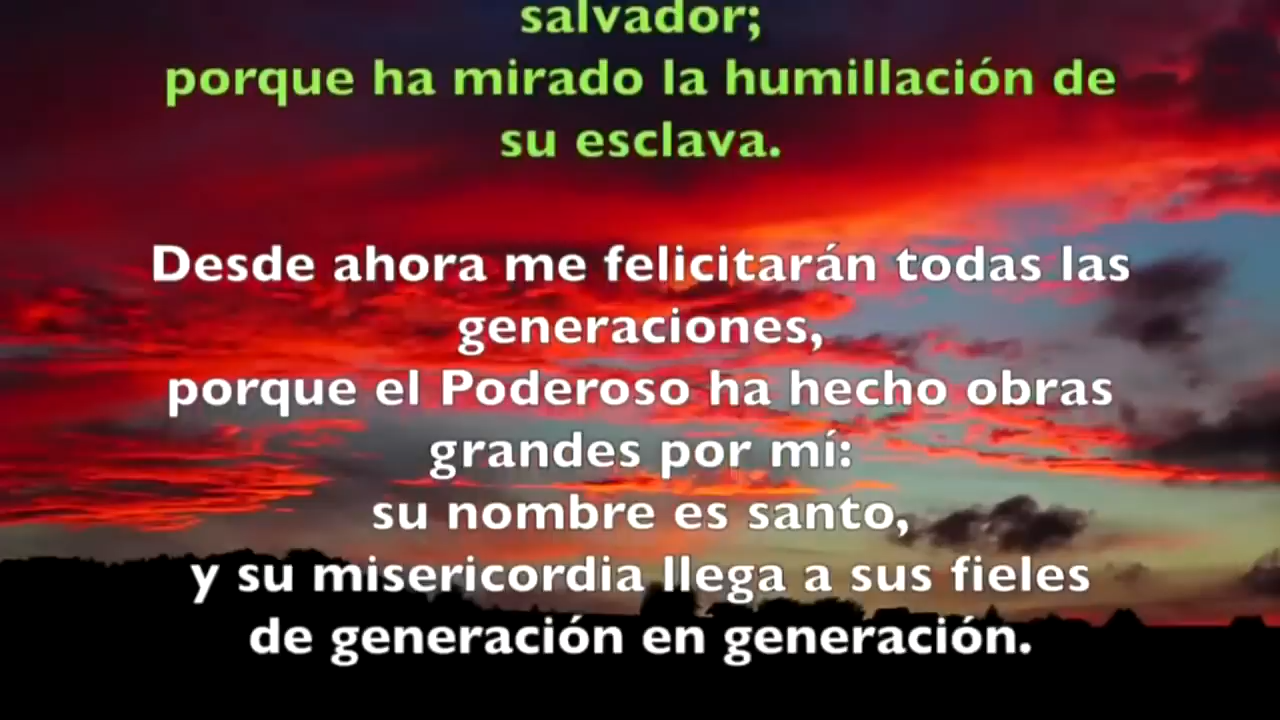 salvador;
porque ha mirado la humillación de
su esclava.
Desde ahora me felicitarán todas las
generaciones,
porque el Poderoso ha hecho obras
grandes por mí:
su nombre es santo,
y su misericordia llega a sus fieles
de generación en generación.